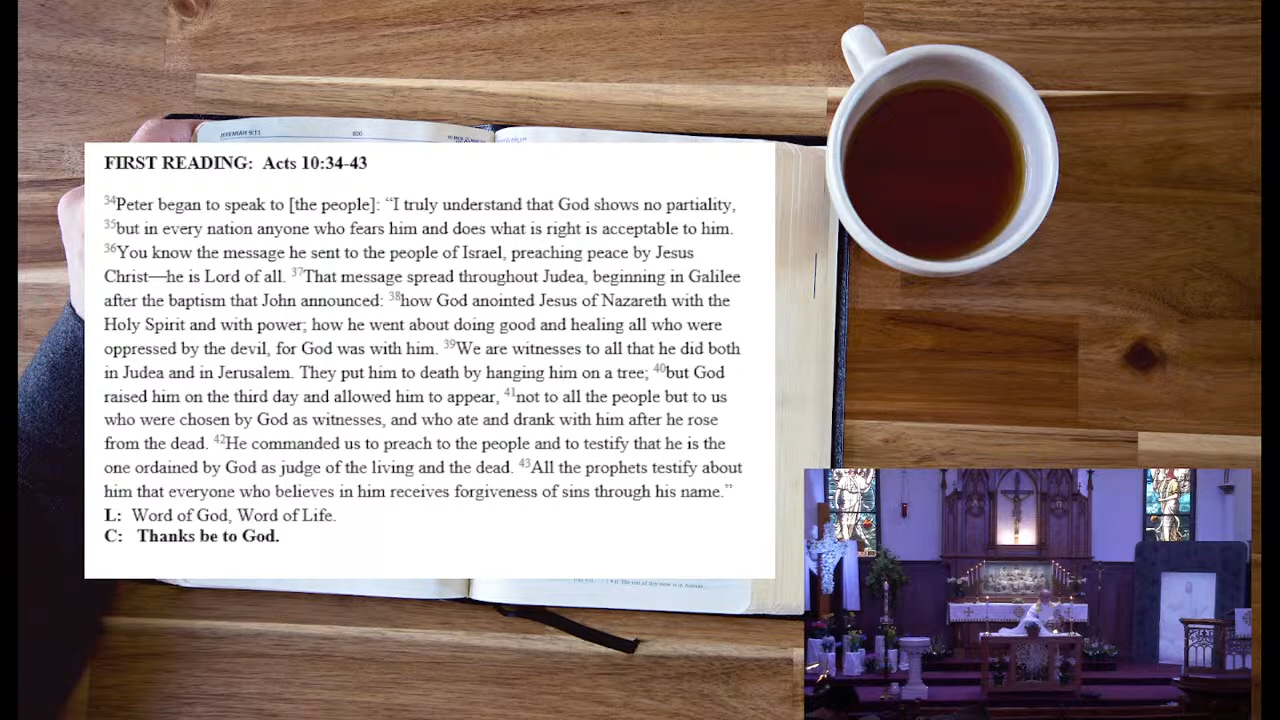 JEREMIAH 9:11
800
FIRST READING: Acts 10:34-43
34Peter began to speak to [the people]: “I truly understand that God shows no partiality,
35but in every nation anyone who fears him and does what is right is acceptable to him.
36You know the message he sent to the people of Israel, preaching peace by Jesus
Christ—he is Lord of all. 37That message spread throughout Judea, beginning in Galilee
after the baptism that John announced: 38how God anointed Jesus of Nazareth with the
Holy Spirit and with power; how he went about doing good and healing all who were
oppressed by the devil, for God was with him. 39We are witnesses to all that he did both
in Judea and in Jerusalem. They put him to death by hanging him on a tree; 40but God
raised him on the third day and allowed him to appear, 41not to all the people but to us
who were chosen by God as witnesses, and who ate and drank with him after he rose
from the dead. 42He commanded us to preach to the people and to testify that he is the
one ordained by God as judge of the living and the dead. 43All the prophets testify about
him that everyone who believes in him receives forgiveness of sins through his name.”
L: Word of God, Word of Life.
C: Thanks be to God.